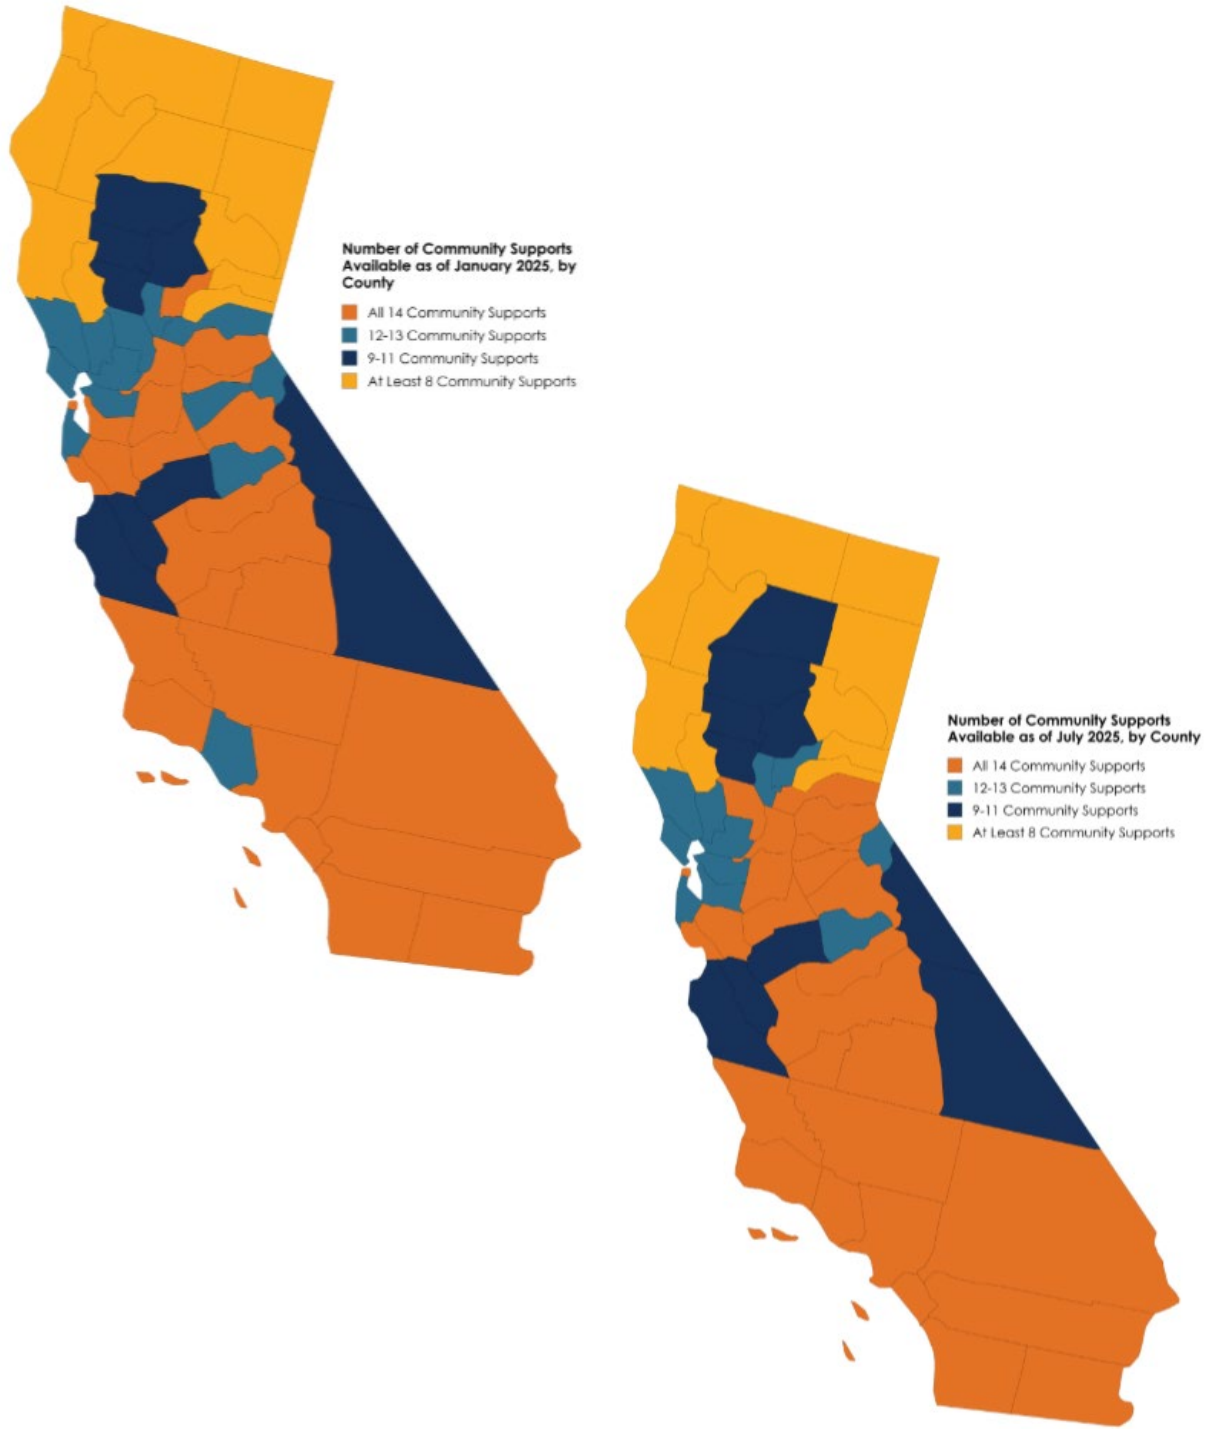 Number of Community Supports
Available as of January 2025, by
County
All 14 Community Supports
12-13 Community Supports
9-11 Community Supports
At Least 8 Community Supports
Number of Community Supports
Available as of July 2025, by County
All 14 Community Supports
12-13 Community Supports
9-11 Community Supports
At Least 8 Community Supports